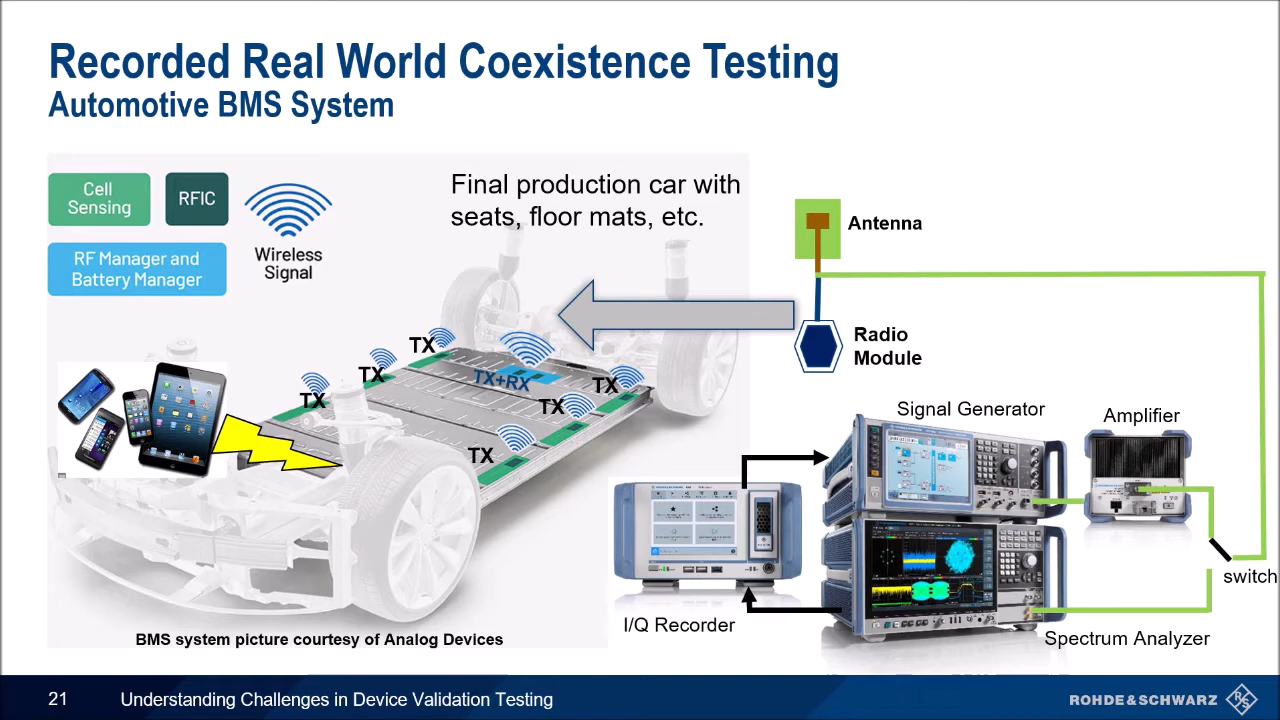 Recorded Real World Coexistence Testing
Automotive BMS System
Cell
Sensing
RFIC
RF Manager and
Battery Manager
Wireless
Signal
Final production car with
seats, floor mats, etc.
Antenna
Radio
Module
TX
TX
TX
TX+RX
TX
TX
TX
Signal Generator
Amplifier
switch
I/Q Recorder
Spectrum Analyzer
BMS system picture courtesy of Analog Devices
21
Understanding Challenges in Device Validation Testing
ROHDE & SCHWARZ
R S